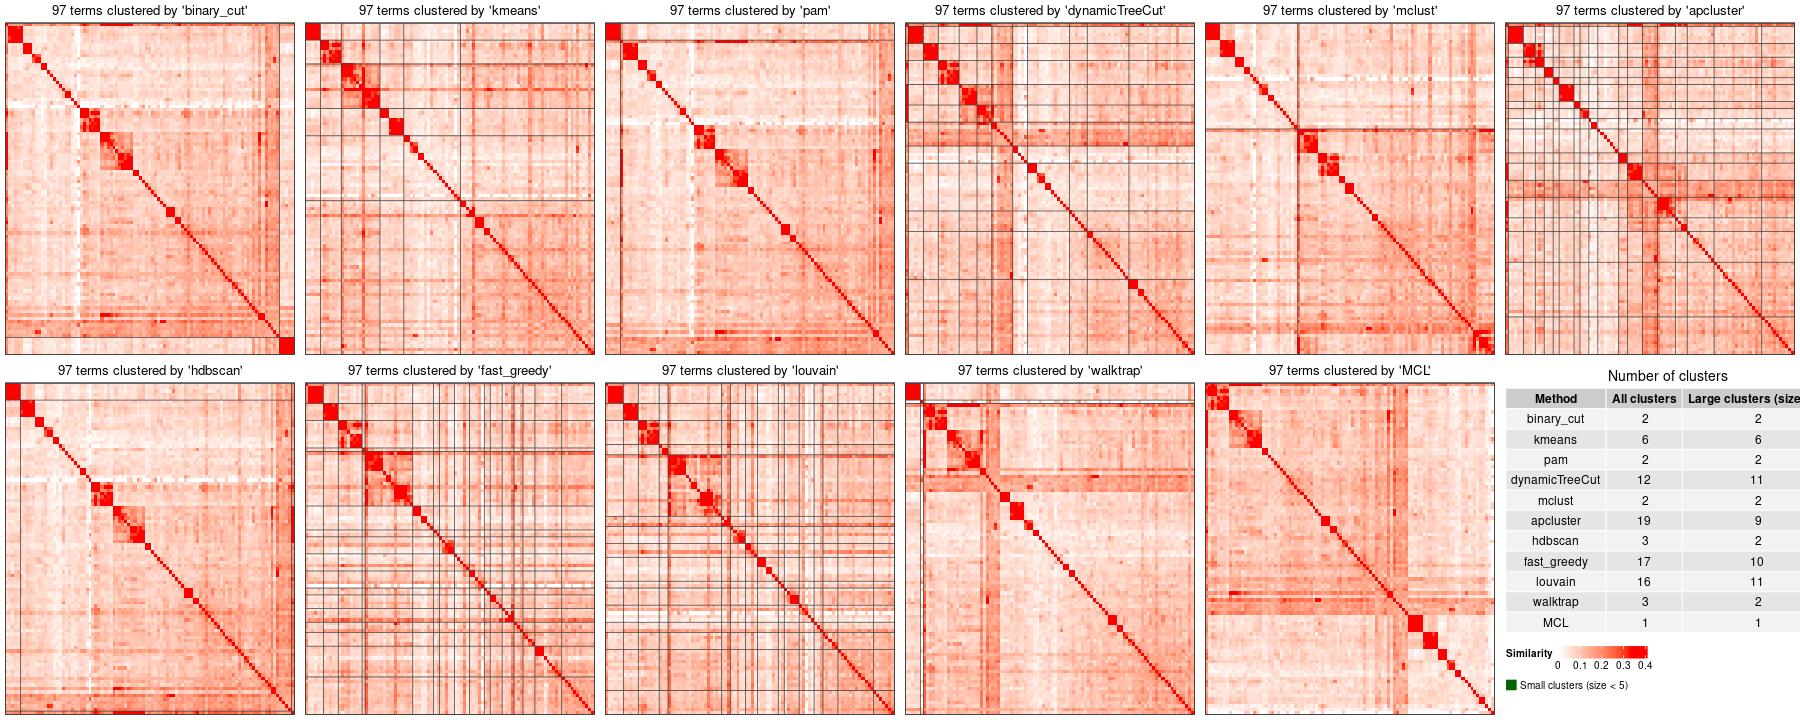 97 terms clustered by 'binary_cut'
97 terms clustered by 'kmeans'
97 terms clustered by 'pam'
97 terms clustered by 'dynamicTreeCut'
97 terms clustered by 'mclust'
97 terms clustered by 'apcluster'
97 terms clustered by 'hdbscan'
97 terms clustered by 'fast_greedy'
97 terms clustered by 'louvain'
97 terms clustered by 'walktrap'
97 terms clustered by 'MCL'
Number of clusters
Method All clusters Large clusters (size
binary_cut 2 2
kmeans 6 6
pam 2 2
dynamicTreeCut 12 11
mclust 2 2
apcluster 19 9
hdbscan 3 2
fast_greedy 17 10
louvain 16 11
walktrap 3 2
MCL 1 1
Similarity
0 0.1 0.2 0.3 0.4
Small clusters (size < 5)